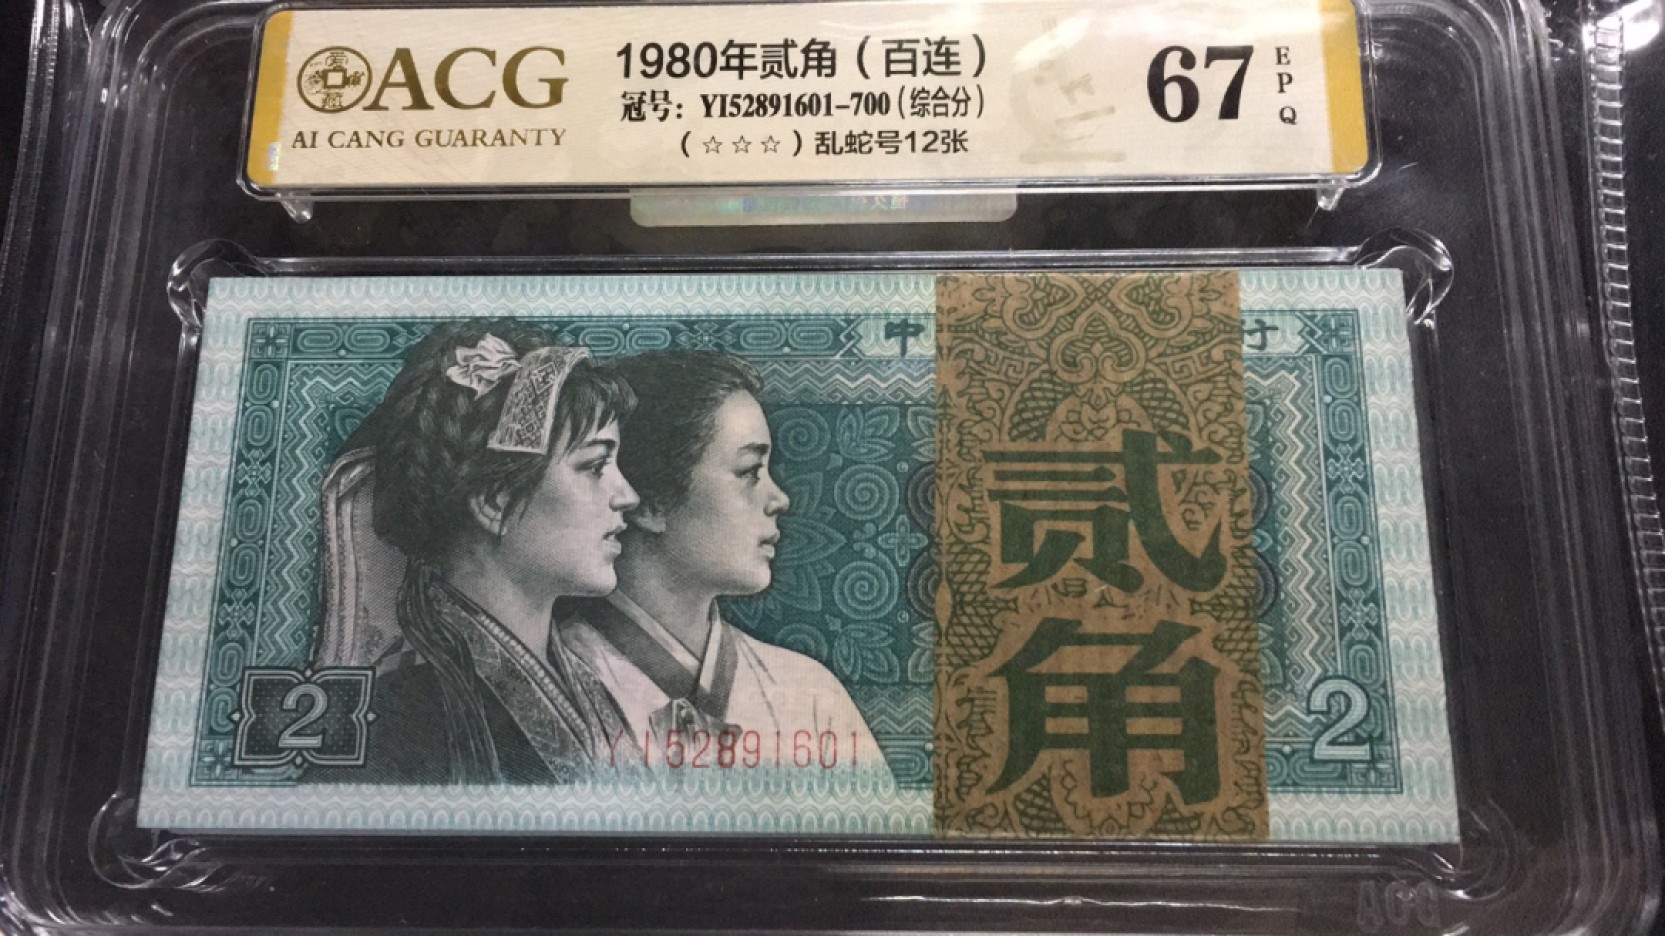 ACG
AI CANG GUARANTY
1980年贰角（百连）
冠号：YI52891601-700（综合分）
（☆☆☆）乱蛇号12张
67
EPQ
中
贰角
2
YI52891601
2